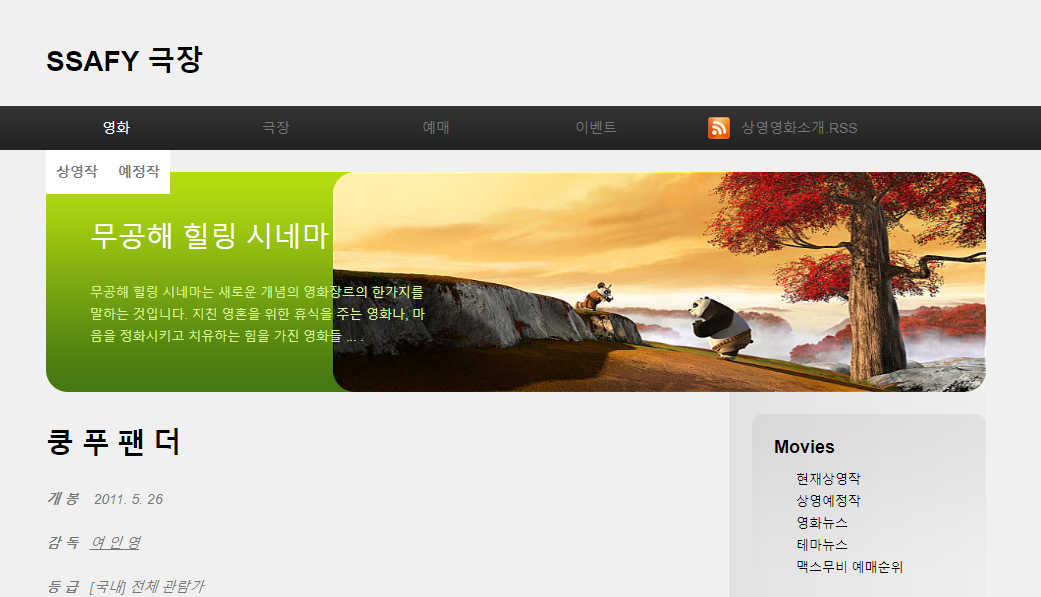 SSAFY 극장
영화 극장 예매 이벤트 상영영화소개.RSS
상영작 예정작
무공해 힐링 시네마
무공해 힐링 시네마는 새로운 개념의 영화장르의 한가지를
말하는 것입니다. 지친 영혼을 위한 휴식을 주는 영화나, 마
음을 정화시키고 치유하는 힘을 가진 영화들 ... .
쿵 푸 팬 더
개 봉 2011. 5. 26
감 독 여 인 영
등 급 [국내] 전체 관람가
Movies
현재상영작
상영예정작
영화뉴스
테마뉴스
맥스무비 예매순위